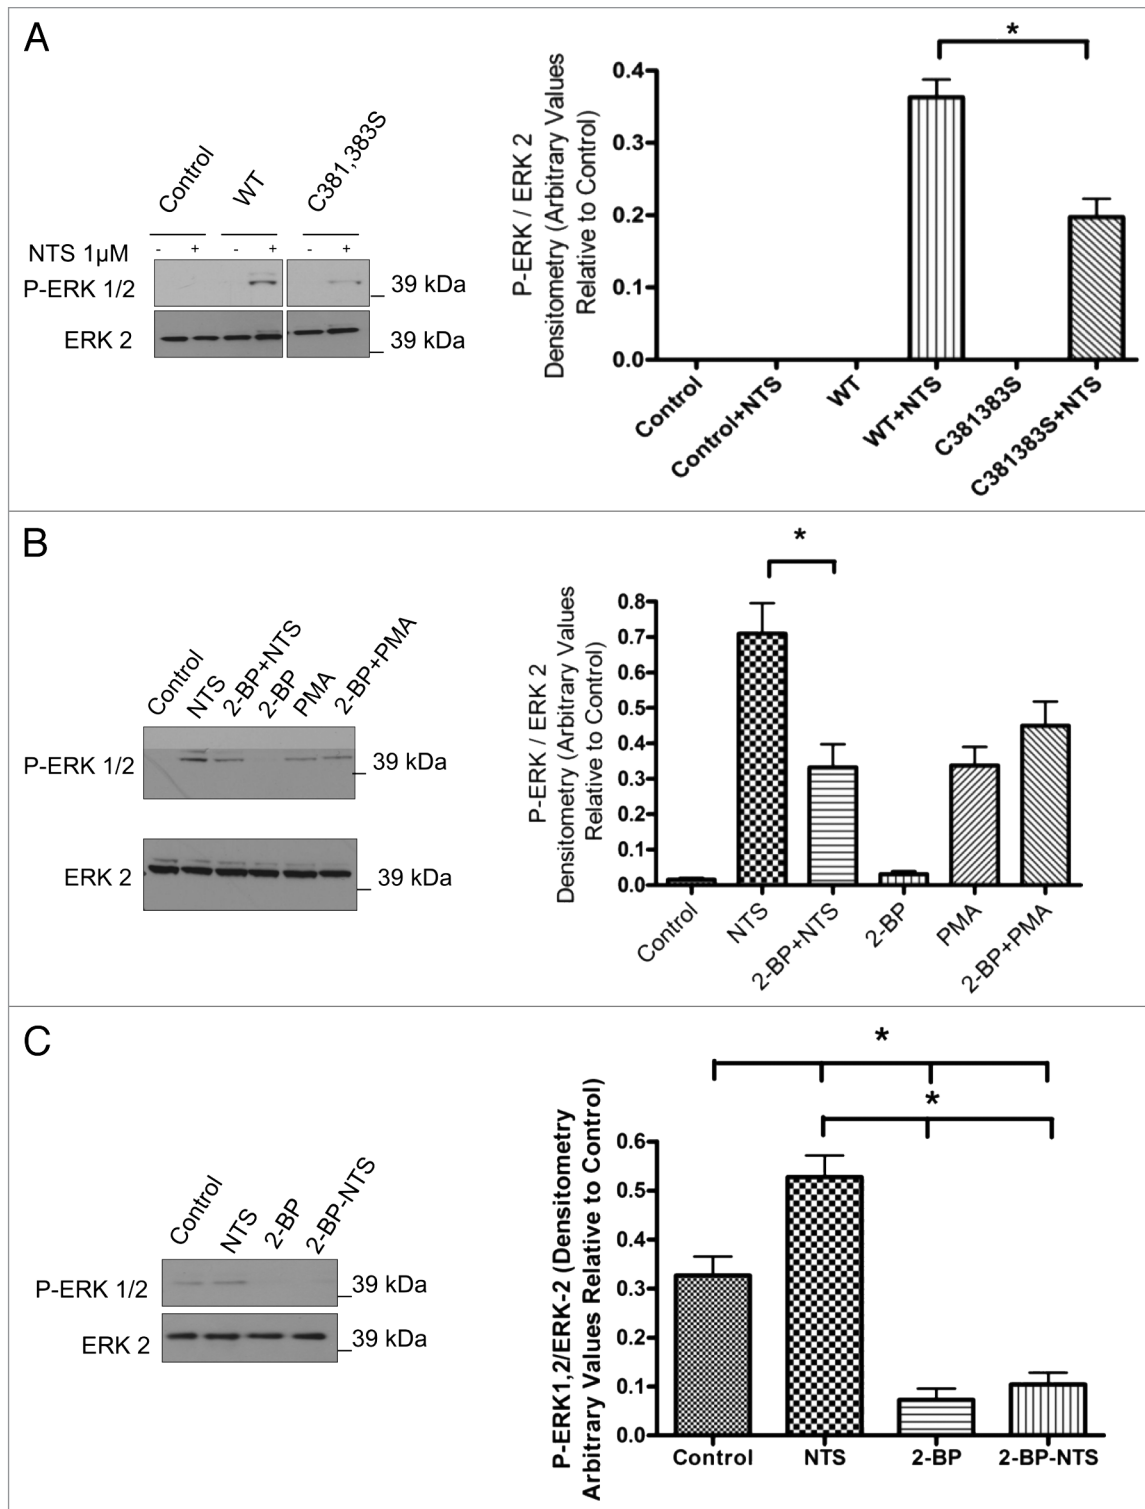 A
Control
WT
C381,383S
NTS 1µM
- + - + - +
P-ERK 1/2
39 kDa
ERK 2
39 kDa
P-ERK / ERK 2
Densitometry (Arbitrary Values
Relative to Control)
*
0.4
0.3
0.2
0.1
0.0
Control
Control+NTS
WT
WT+NTS
C381383S
C381383S+NTS
B
Control
NTS
2-BP+NTS
2-BP
PMA
2-BP+PMA
P-ERK 1/2
39 kDa
ERK 2
39 kDa
P-ERK / ERK 2
Densitometry (Arbitrary Values
Relative to Control)
*
0.8
0.7
0.6
0.5
0.4
0.3
0.2
0.1
0.0
Control
NTS
2-BP+NTS
2-BP
PMA
2-BP+PMA
C
Control
NTS
2-BP
2-BP-NTS
P-ERK 1/2
39 kDa
ERK 2
39 kDa
P-ERK1,2/ERK-2 (Densitometry
Arbitrary Values Relative to Control)
*
*
0.6
0.5
0.4
0.3
0.2
0.1
0.0
Control
NTS
2-BP
2-BP-NTS